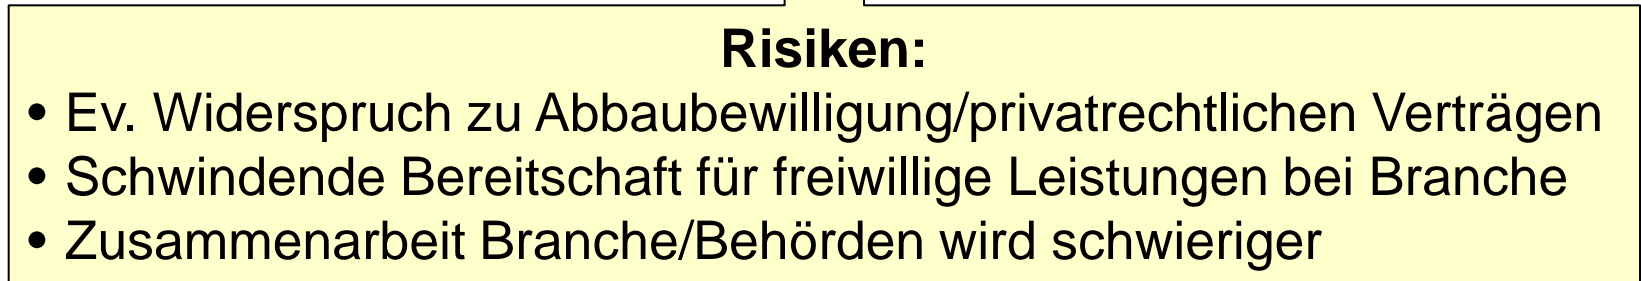 Risiken:
• Ev. Widerspruch zu Abbaubewilligung/privatrechtlichen Verträgen
• Schwindende Bereitschaft für freiwillige Leistungen bei Branche
• Zusammenarbeit Branche/Behörden wird schwieriger